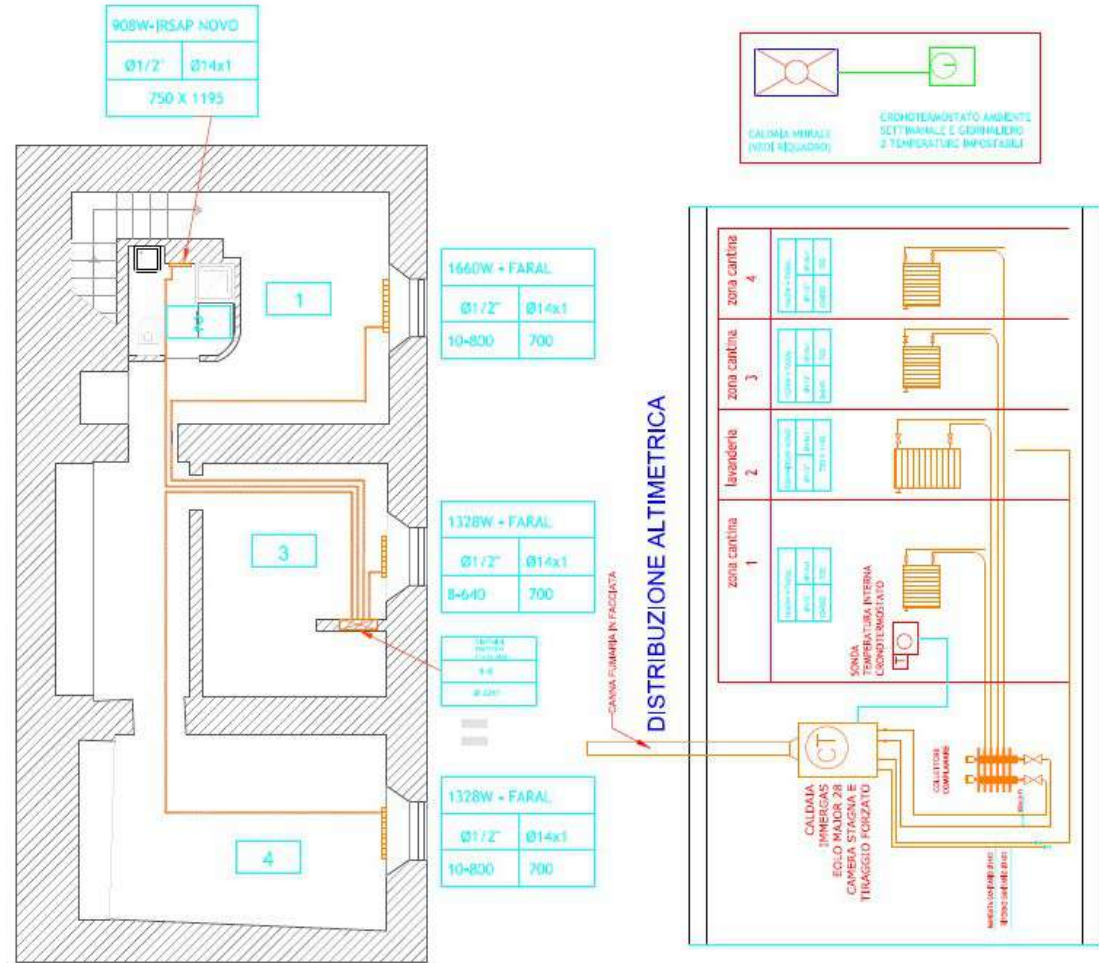 908W-IRSAP NOVO
Ø1/2" Ø14x1
750 X 1195
CALDAIA MURALE
(VEDI RIQUADRO)
CRONOTERMOSTATO AMBIENTE
SETTIMANALE E GIORNALIERO
2 TEMPERATURE IMPOSTABILI
1
1660W - FARAL
Ø1/2" Ø14x1
10-800 700
3
1328W - FARAL
Ø1/2" Ø14x1
8-640 700
4
1328W - FARAL
Ø1/2" Ø14x1
10-800 700
DISTRIBUZIONE ALTIMETRICA
CANNA FUMARIA IN FACCIATA
zona cantina
4
zona cantina
3
lavanderia
2
zona cantina
1
SONDA
TEMPERATURA INTERNA
CRONOTERMOSTATO
T
CT
CALDAIA
IMMERGAS
EOLO MAJOR 28
CAMERA STAGNA E
TIRAGGIO FORZATO
COLLETTORE
COMPLANARE